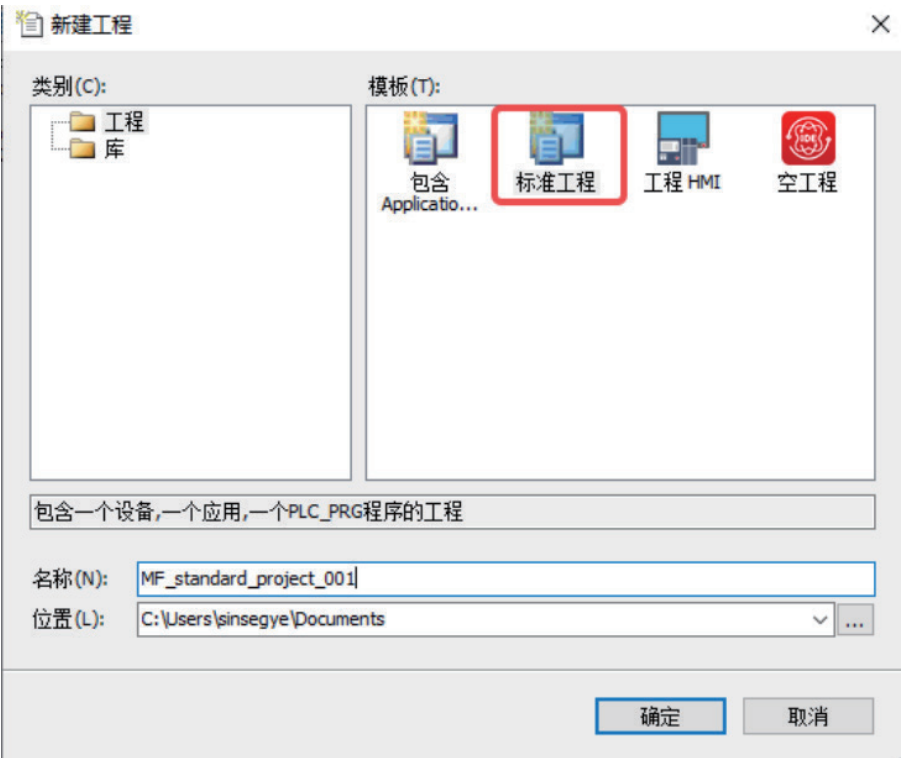 新建工程
类别(C):
模板(T):
工程
库
包含
Applicatio...
标准工程
工程 HMI
IDE
空工程
包含一个设备,一个应用,一个PLC_PRG程序的工程
名称(N):
MF_standard_project_001
位置(L):
C:\Users\sinsegye\Documents
...
确定
取消